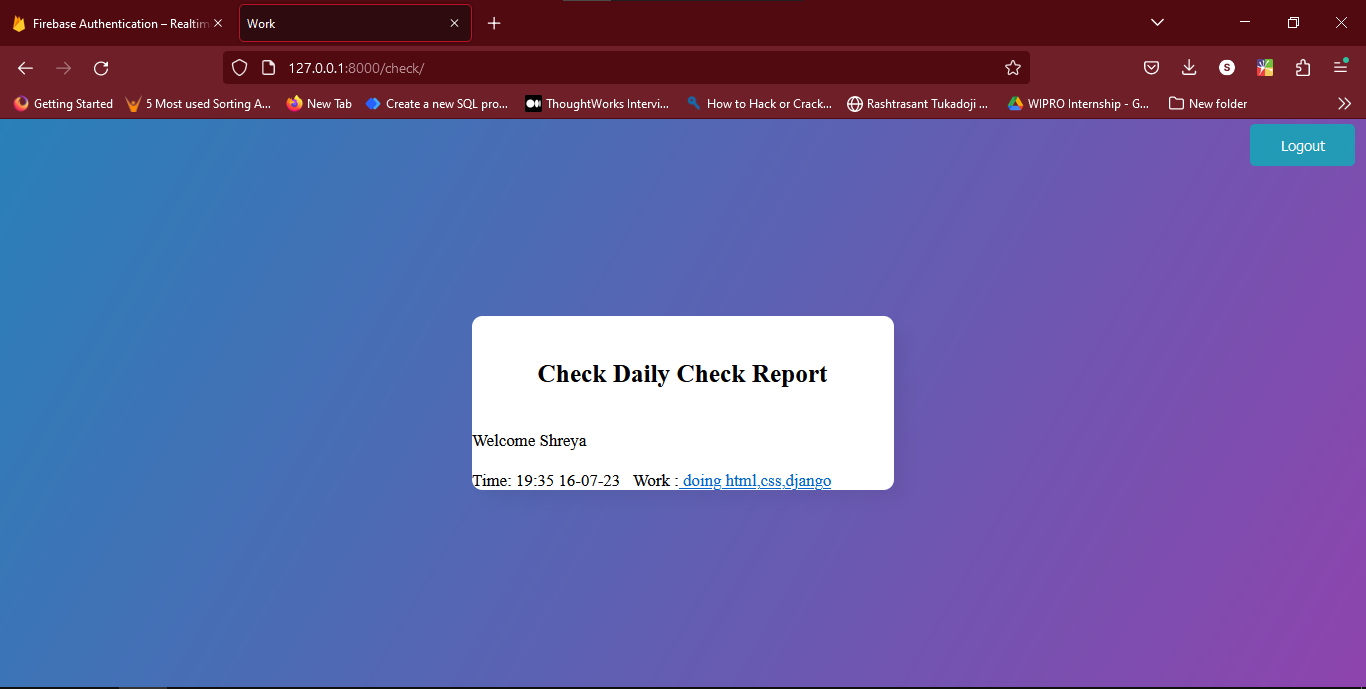 Firebase Authentication – Realtim
Work
127.0.0.1:8000/check/
S
Getting Started
5 Most used Sorting A...
New Tab
Create a new SQL pro...
ThoughtWorks Intervi...
How to Hack or Crack...
Rashtrasant Tukadoji ...
WIPRO Internship - G...
New folder
Logout
Check Daily Check Report
Welcome Shreya
Time: 19:35 16-07-23 Work : doing html,css,django